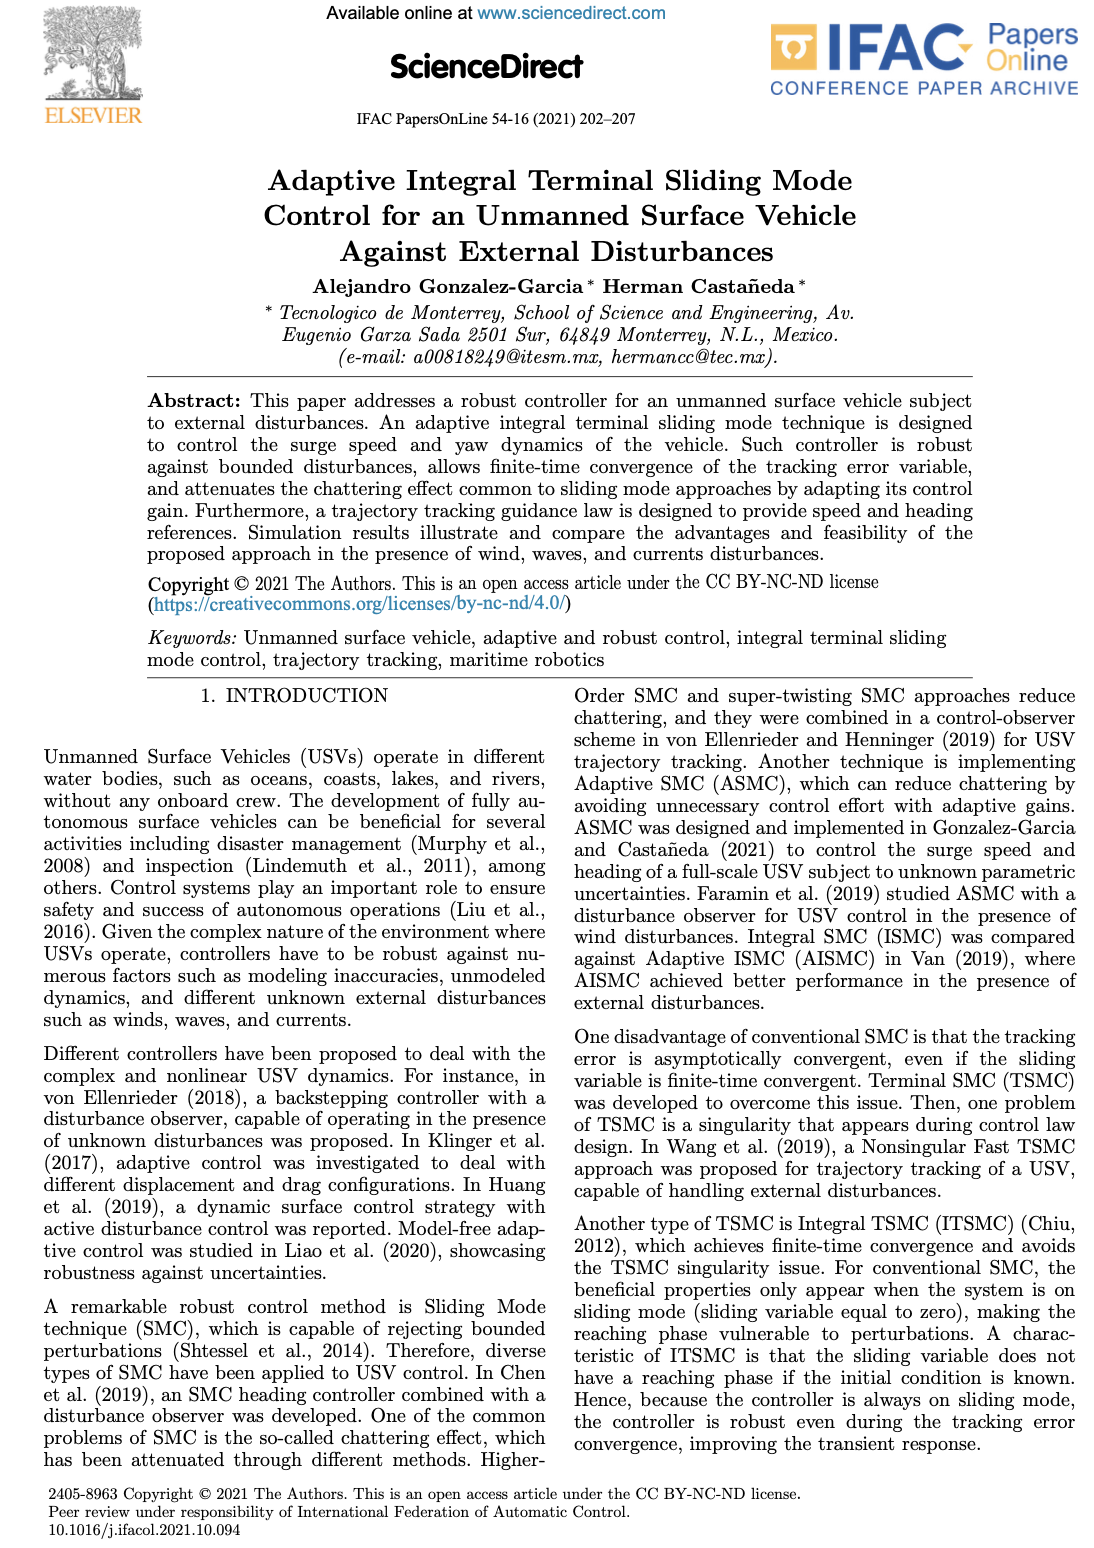 Available online at www.sciencedirect.com
ScienceDirect
IFAC Papers
Online
CONFERENCE PAPER ARCHIVE
ELSEVIER
IFAC PapersOnLine 54-16 (2021) 202–207
Adaptive Integral Terminal Sliding Mode
Control for an Unmanned Surface Vehicle
Against External Disturbances
Alejandro Gonzalez-Garcia * Herman Castañeda *
* Tecnologico de Monterrey, School of Science and Engineering, Av.
Eugenio Garza Sada 2501 Sur, 64849 Monterrey, N.L., Mexico.
(e-mail: a00818249@itesm.mx, hermancc@tec.mx).
Abstract: This paper addresses a robust controller for an unmanned surface vehicle subject
to external disturbances. An adaptive integral terminal sliding mode technique is designed
to control the surge speed and yaw dynamics of the vehicle. Such controller is robust
against bounded disturbances, allows finite-time convergence of the tracking error variable,
and attenuates the chattering effect common to sliding mode approaches by adapting its control
gain. Furthermore, a trajectory tracking guidance law is designed to provide speed and heading
references. Simulation results illustrate and compare the advantages and feasibility of the
proposed approach in the presence of wind, waves, and currents disturbances.
Copyright © 2021 The Authors. This is an open access article under the CC BY-NC-ND license
(https://creativecommons.org/licenses/by-nc-nd/4.0/)
Keywords: Unmanned surface vehicle, adaptive and robust control, integral terminal sliding
mode control, trajectory tracking, maritime robotics
1. INTRODUCTION
Unmanned Surface Vehicles (USVs) operate in different
water bodies, such as oceans, coasts, lakes, and rivers,
without any onboard crew. The development of fully au-
tonomous surface vehicles can be beneficial for several
activities including disaster management (Murphy et al.,
2008) and inspection (Lindemuth et al., 2011), among
others. Control systems play an important role to ensure
safety and success of autonomous operations (Liu et al.,
2016). Given the complex nature of the environment where
USVs operate, controllers have to be robust against nu-
merous factors such as modeling inaccuracies, unmodeled
dynamics, and different unknown external disturbances
such as winds, waves, and currents.
Different controllers have been proposed to deal with the
complex and nonlinear USV dynamics. For instance, in
von Ellenrieder (2018), a backstepping controller with a
disturbance observer, capable of operating in the presence
of unknown disturbances was proposed. In Klinger et al.
(2017), adaptive control was investigated to deal with
different displacement and drag configurations. In Huang
et al. (2019), a dynamic surface control strategy with
active disturbance control was reported. Model-free adap-
tive control was studied in Liao et al. (2020), showcasing
robustness against uncertainties.
A remarkable robust control method is Sliding Mode
technique (SMC), which is capable of rejecting bounded
perturbations (Shtessel et al., 2014). Therefore, diverse
types of SMC have been applied to USV control. In Chen
et al. (2019), an SMC heading controller combined with a
disturbance observer was developed. One of the common
problems of SMC is the so-called chattering effect, which
has been attenuated through different methods. Higher-
Order SMC and super-twisting SMC approaches reduce
chattering, and they were combined in a control-observer
scheme in von Ellenrieder and Henninger (2019) for USV
trajectory tracking. Another technique is implementing
Adaptive SMC (ASMC), which can reduce chattering by
avoiding unnecessary control effort with adaptive gains.
ASMC was designed and implemented in Gonzalez-Garcia
and Castañeda (2021) to control the surge speed and
heading of a full-scale USV subject to unknown parametric
uncertainties. Faramin et al. (2019) studied ASMC with a
disturbance observer for USV control in the presence of
wind disturbances. Integral SMC (ISMC) was compared
against Adaptive ISMC (AISMC) in Van (2019), where
AISMC achieved better performance in the presence of
external disturbances.
One disadvantage of conventional SMC is that the tracking
error is asymptotically convergent, even if the sliding
variable is finite-time convergent. Terminal SMC (TSMC)
was developed to overcome this issue. Then, one problem
of TSMC is a singularity that appears during control law
design. In Wang et al. (2019), a Nonsingular Fast TSMC
approach was proposed for trajectory tracking of a USV,
capable of handling external disturbances.
Another type of TSMC is Integral TSMC (ITSMC) (Chiu,
2012), which achieves finite-time convergence and avoids
the TSMC singularity issue. For conventional SMC, the
beneficial properties only appear when the system is on
sliding mode (sliding variable equal to zero), making the
reaching phase vulnerable to perturbations. A charac-
teristic of ITSMC is that the sliding variable does not
have a reaching phase if the initial condition is known.
Hence, because the controller is always on sliding mode,
the controller is robust even during the tracking error
convergence, improving the transient response.
2405-8963 Copyright © 2021 The Authors. This is an open access article under the CC BY-NC-ND license.
Peer review under responsibility of International Federation of Automatic Control.
10.1016/j.ifacol.2021.10.094